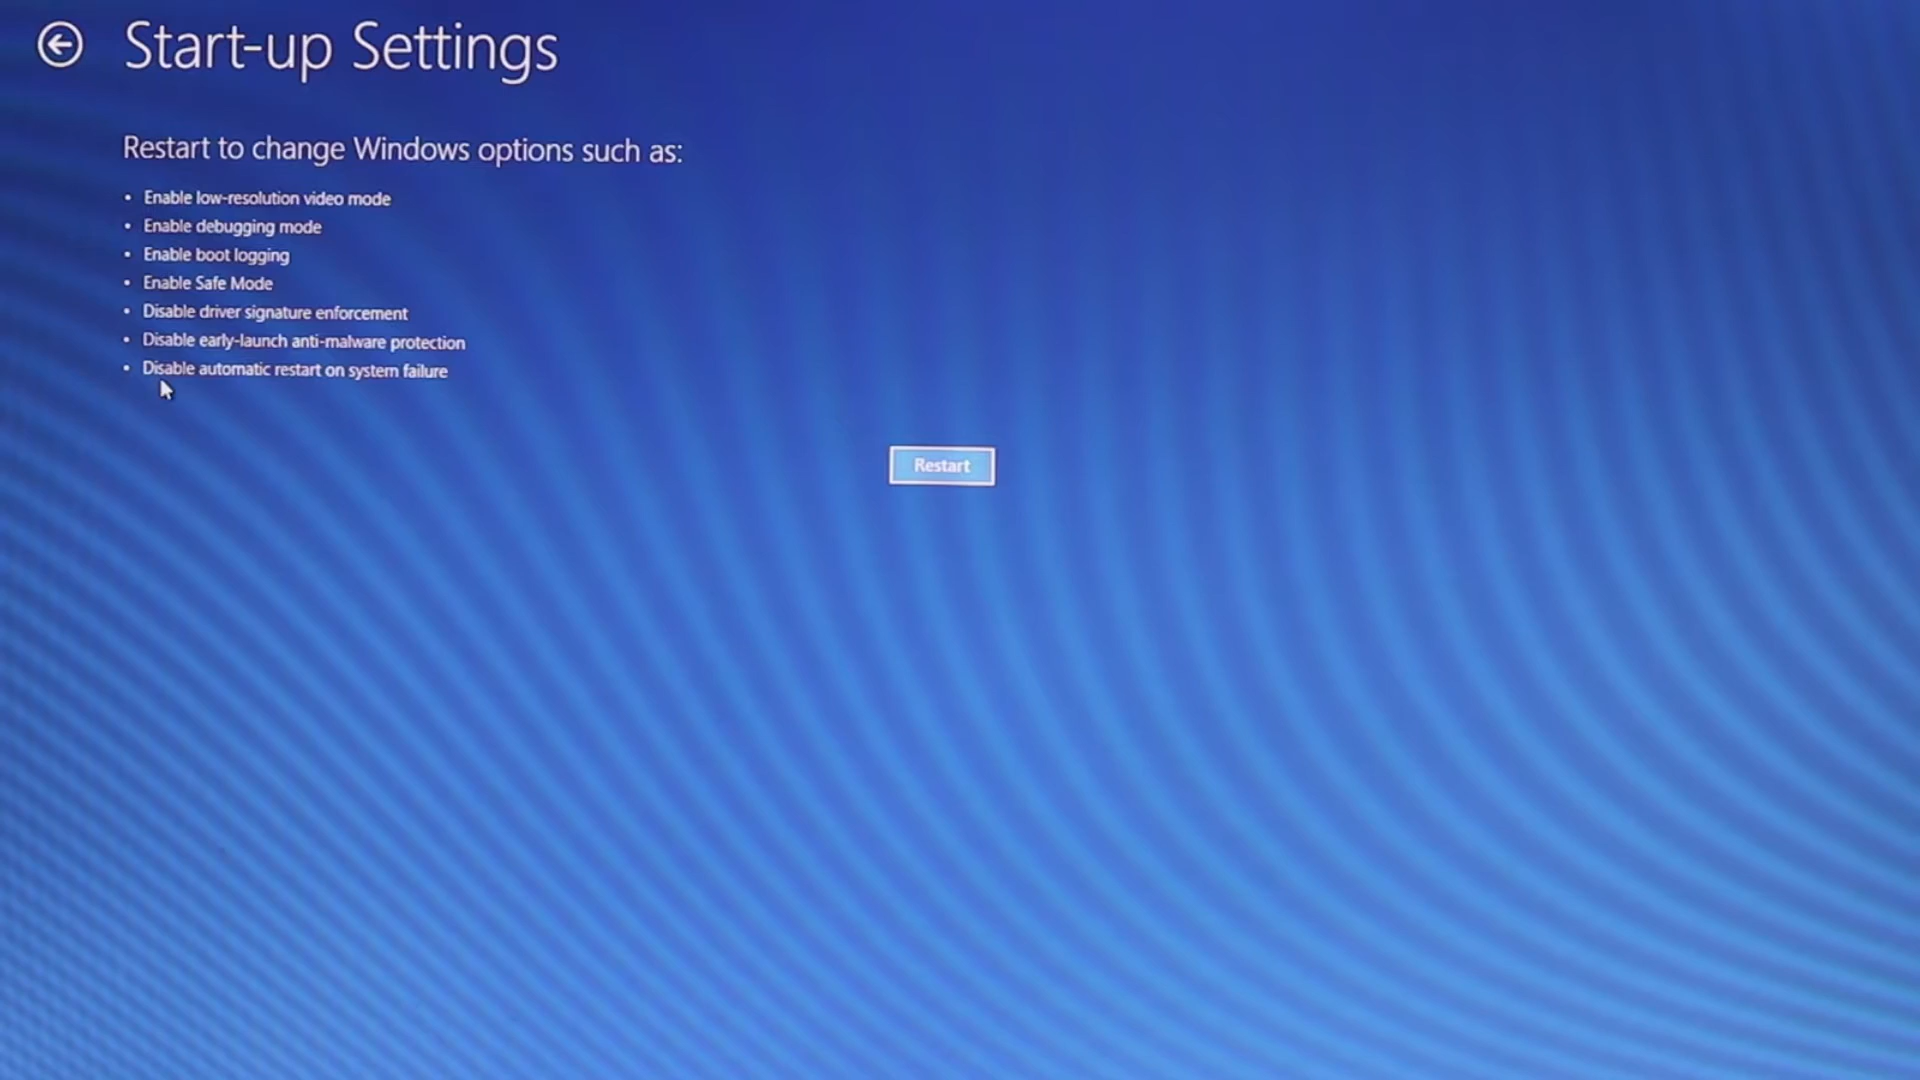 Start-up Settings
Restart to change Windows options such as:
• Enable low-resolution video mode
• Enable debugging mode
• Enable boot logging
• Enable Safe Mode
• Disable driver signature enforcement
• Disable early-launch anti-malware protection
• Disable automatic restart on system failure
Restart